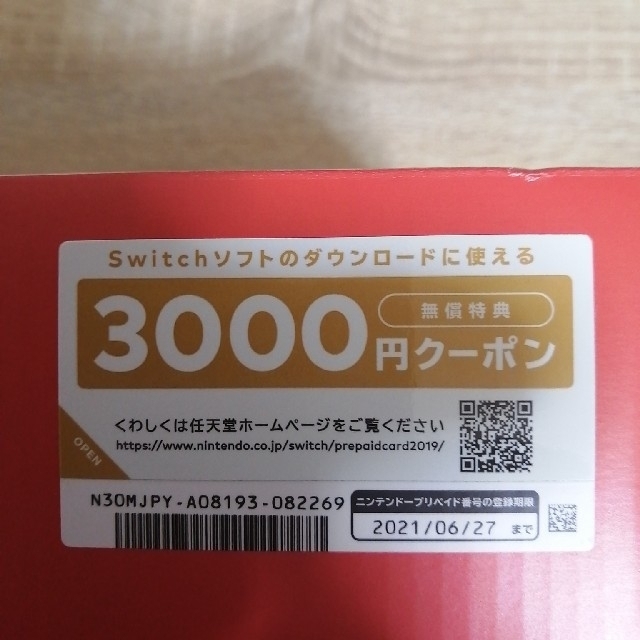 Switchソフトのダウンロードに使える
3000円クーポン
無償特典
くわしくは任天堂ホームページをご覧ください
https://www.nintendo.co.jp/switch/prepaidcard2019/
OPEN
N30MJPY-A08193-082269
ニンテンドープリペイド番号の登録期限
2021/06/27 まで